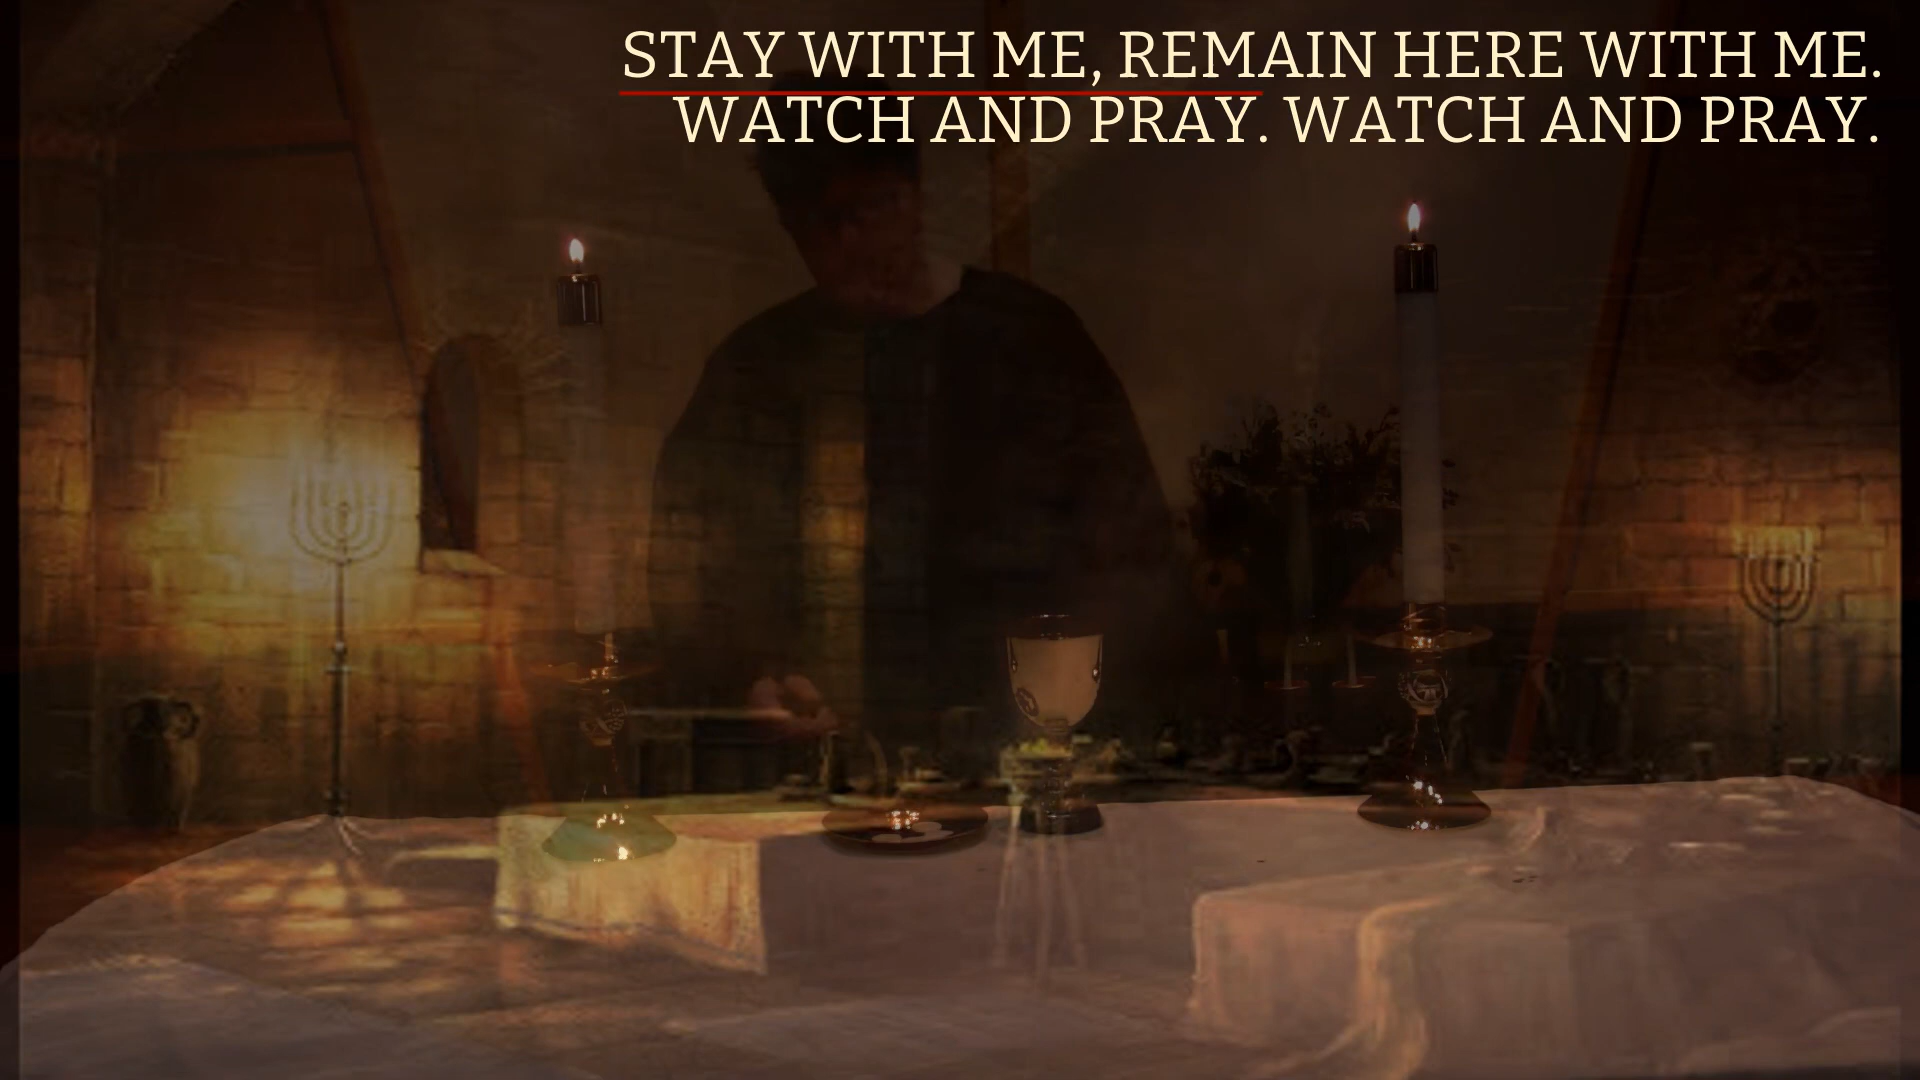 STAY WITH ME, REMAIN HERE WITH ME.
WATCH AND PRAY. WATCH AND PRAY.